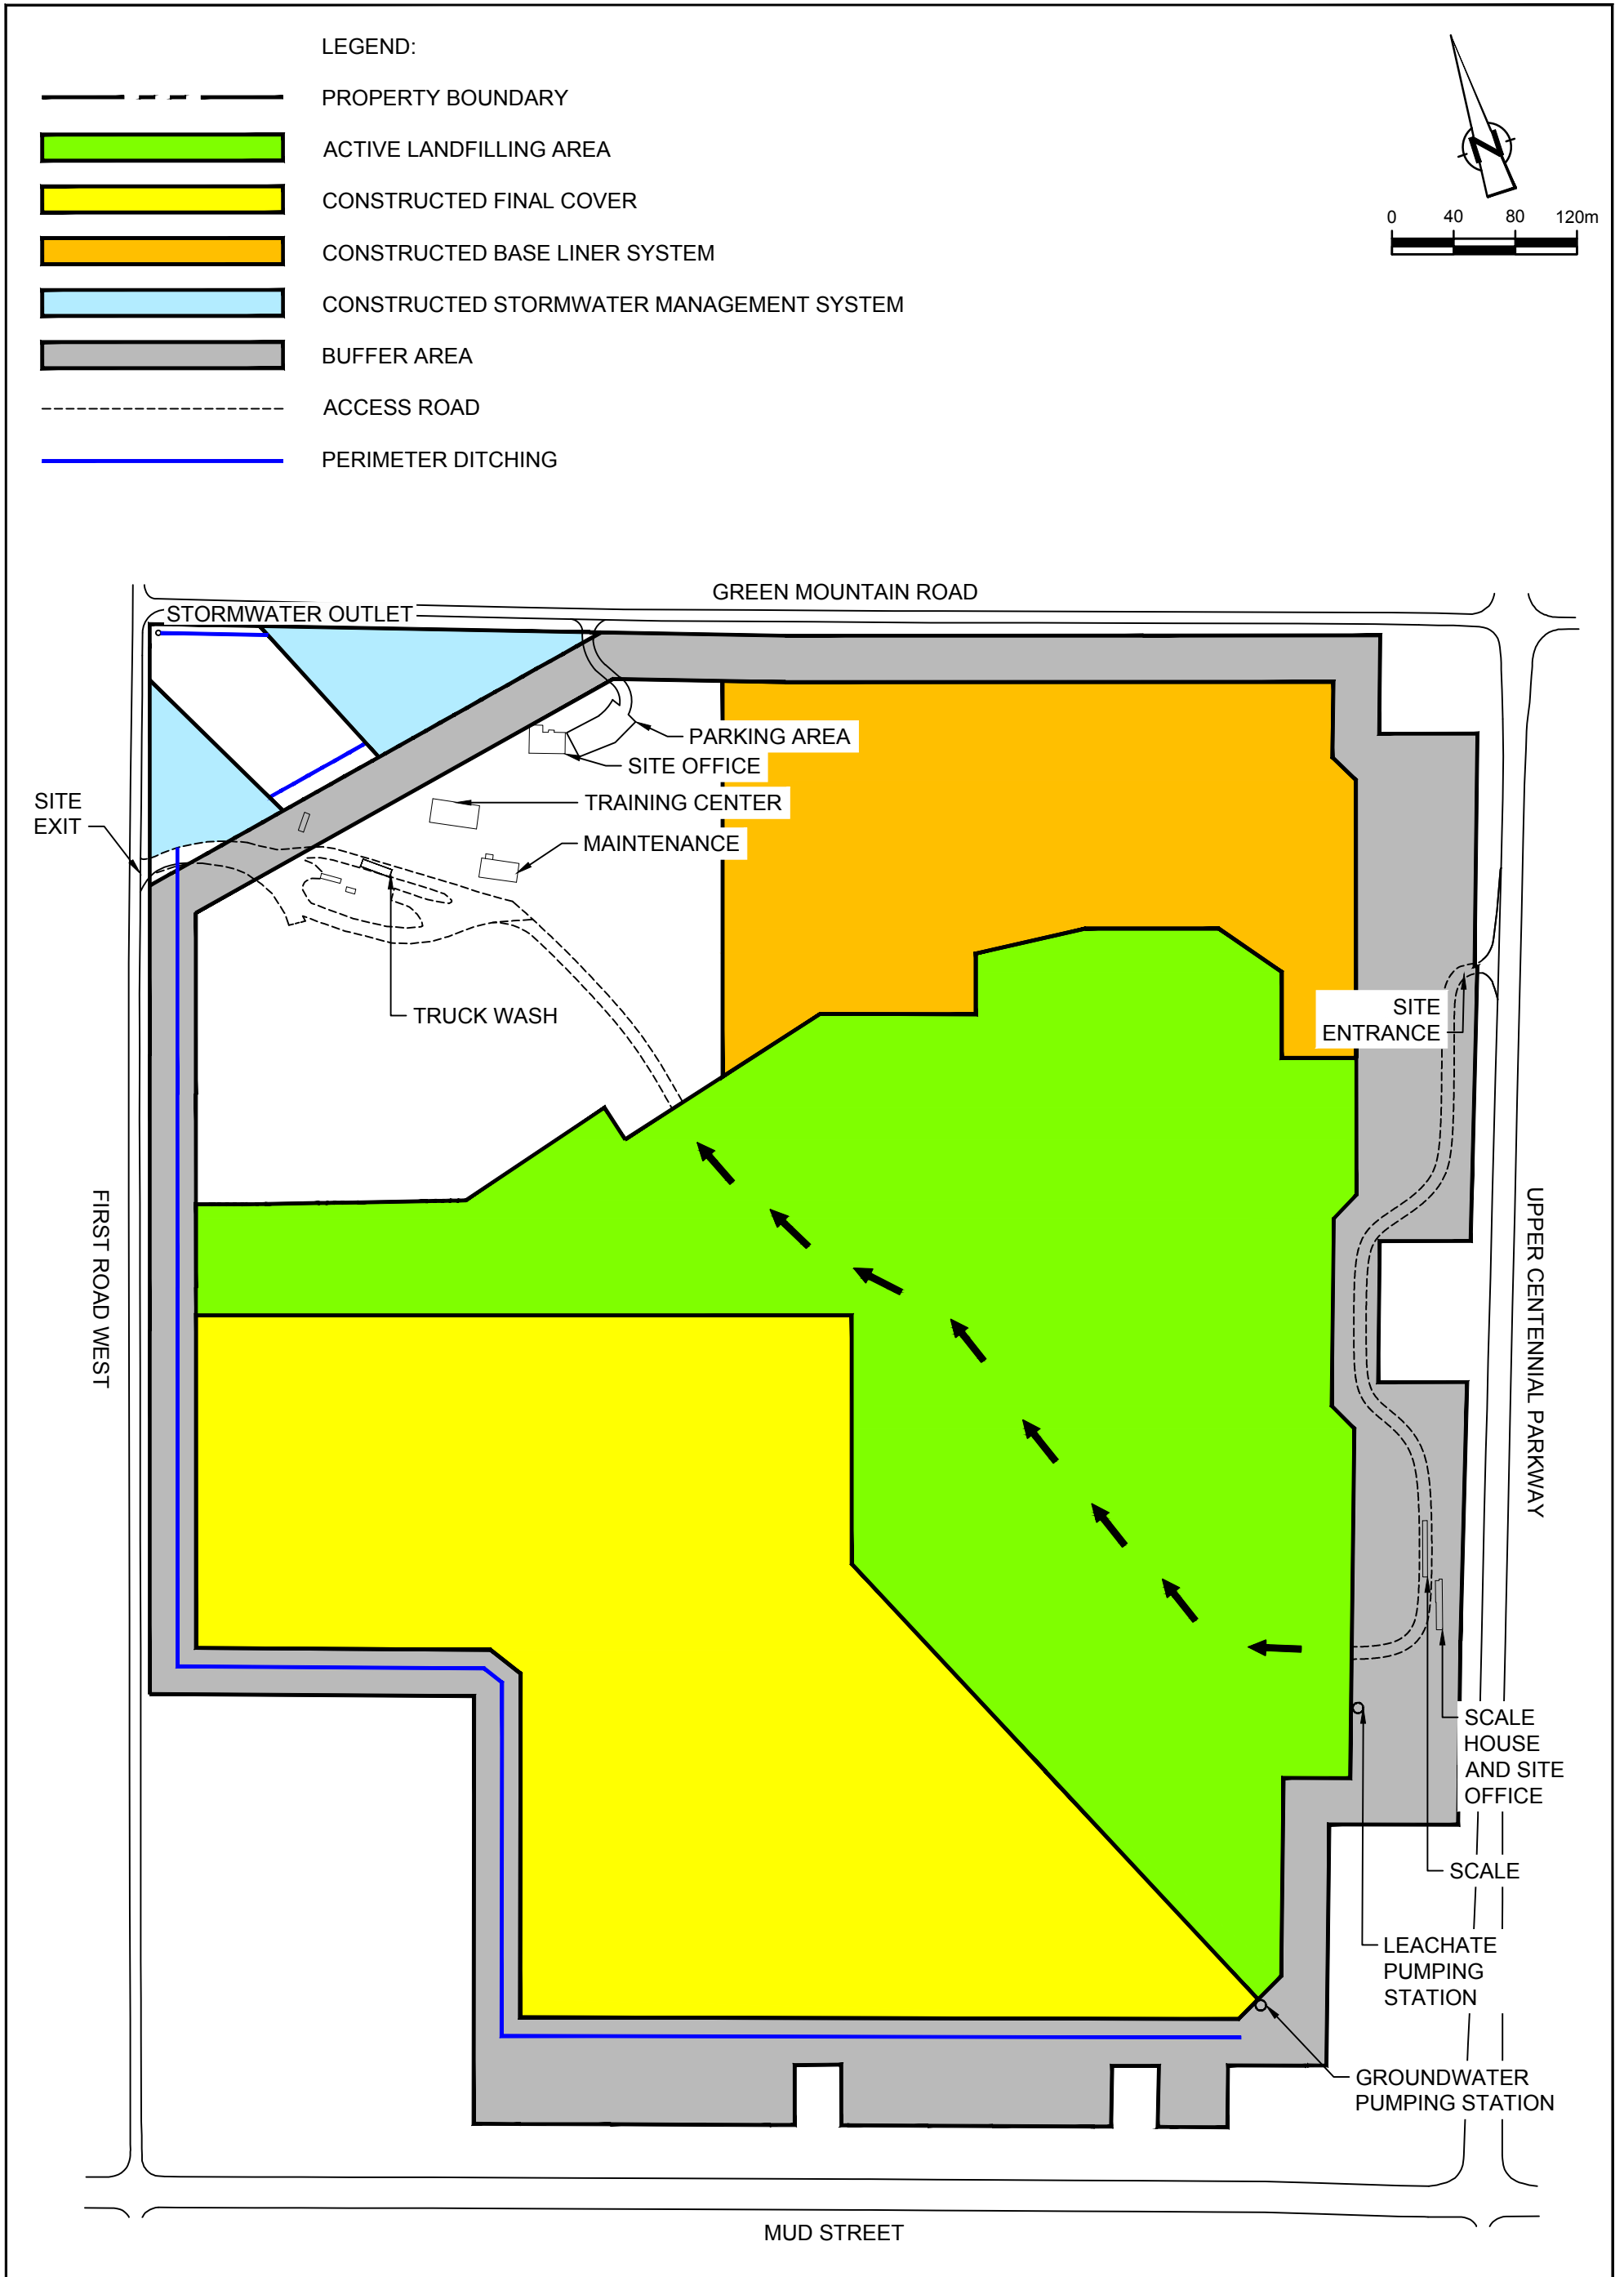 LEGEND:
PROPERTY BOUNDARY
ACTIVE LANDFILLING AREA
CONSTRUCTED FINAL COVER
CONSTRUCTED BASE LINER SYSTEM
CONSTRUCTED STORMWATER MANAGEMENT SYSTEM
BUFFER AREA
ACCESS ROAD
PERIMETER DITCHING
N
0 40 80 120m
GREEN MOUNTAIN ROAD
STORMWATER OUTLET
PARKING AREA
SITE OFFICE
TRAINING CENTER
MAINTENANCE
SITE
EXIT
TRUCK WASH
SITE
ENTRANCE
FIRST ROAD WEST
UPPER CENTENNIAL PARKWAY
SCALE
HOUSE
AND SITE
OFFICE
SCALE
LEACHATE
PUMPING
STATION
GROUNDWATER
PUMPING STATION
MUD STREET